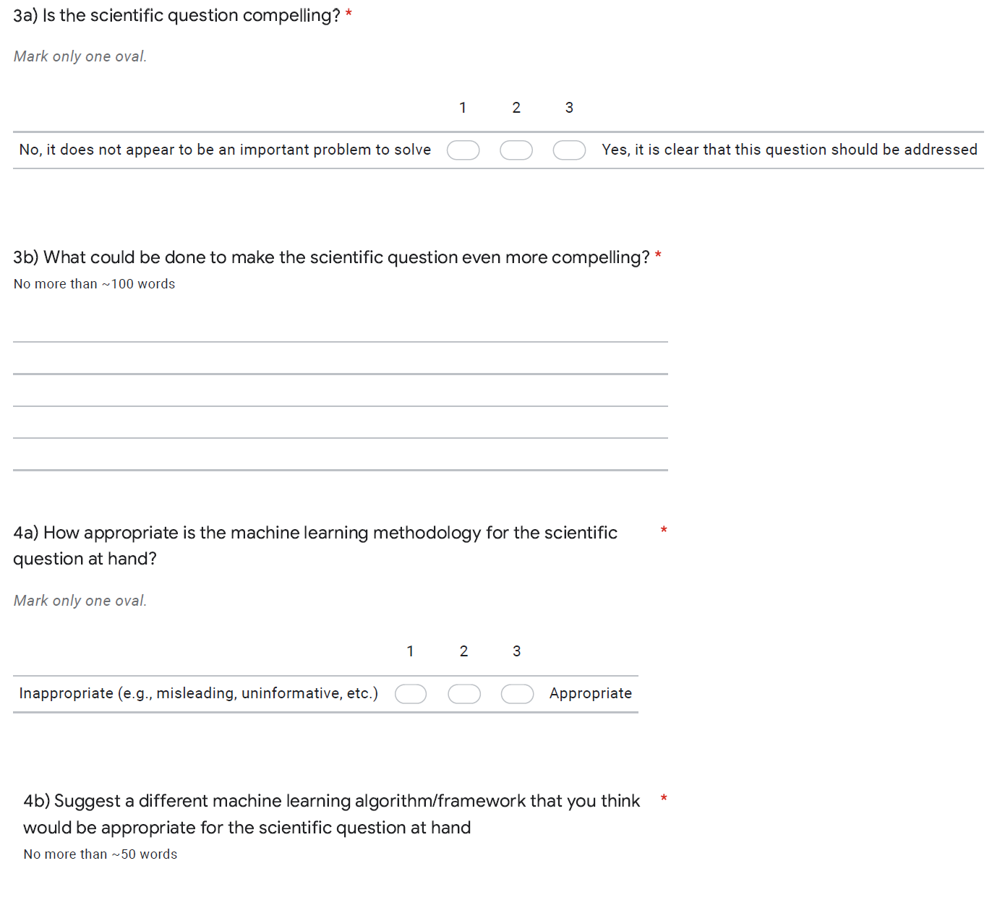 3a) Is the scientific question compelling? *
Mark only one oval.
1 2 3
No, it does not appear to be an important problem to solve Yes, it is clear that this question should be addressed
3b) What could be done to make the scientific question even more compelling? *
No more than ~100 words
4a) How appropriate is the machine learning methodology for the scientific *
question at hand?
Mark only one oval.
1 2 3
Inappropriate (e.g., misleading, uninformative, etc.) Appropriate
4b) Suggest a different machine learning algorithm/framework that you think *
would be appropriate for the scientific question at hand
No more than ~50 words